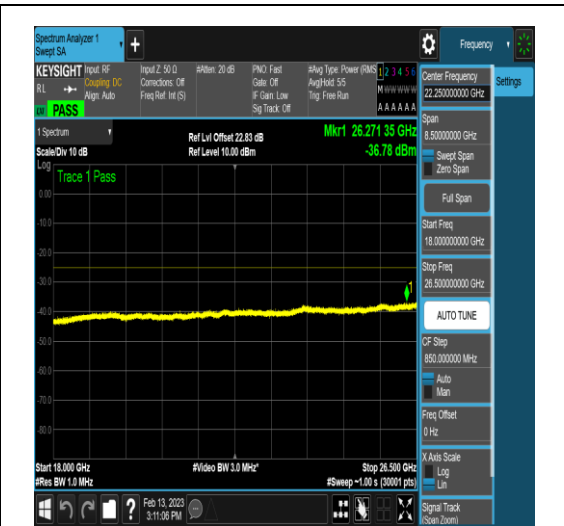 Spectrum Analyzer 1
Swept SA
Frequency
KEYSIGHT
RL
Input: RF
Coupling: DC
Align: Auto
Input Z: 50 Ω
Corrections: Off
Freq Ref: Int (S)
#Atten: 20 dB
PNO: Fast
Gate: Off
IF Gain: Low
Sig Track: Off
#Avg Type: Power (RMS
Avg|Hold: 5/5
Trig: Free Run
1 2 3 4 5 6
M W W W W W
A A A A A A
PASS
1 Spectrum
Scale/Div 10 dB
Ref Lvl Offset 22.83 dB
Ref Level 10.00 dBm
Mkr1 26.271 35 GHz
-36.78 dBm
Log
Trace 1 Pass
0.00
-10.0
-20.0
-30.0
-40.0
-50.0
-60.0
-70.0
-80.0
1
Start 18.000 GHz
#Res BW 1.0 MHz
#Video BW 3.0 MHz*
Stop 26.500 GHz
#Sweep ~1.00 s (30001 pts)
Feb 13, 2023
3:11:06 PM
?
Center Frequency
22.250000000 GHz
Settings
Span
8.50000000 GHz
Swept Span
Zero Span
Full Span
Start Freq
18.000000000 GHz
Stop Freq
26.500000000 GHz
AUTO TUNE
CF Step
850.000000 MHz
Auto
Man
Freq Offset
0 Hz
X Axis Scale
Log
Lin
Signal Track
(Span Zoom)